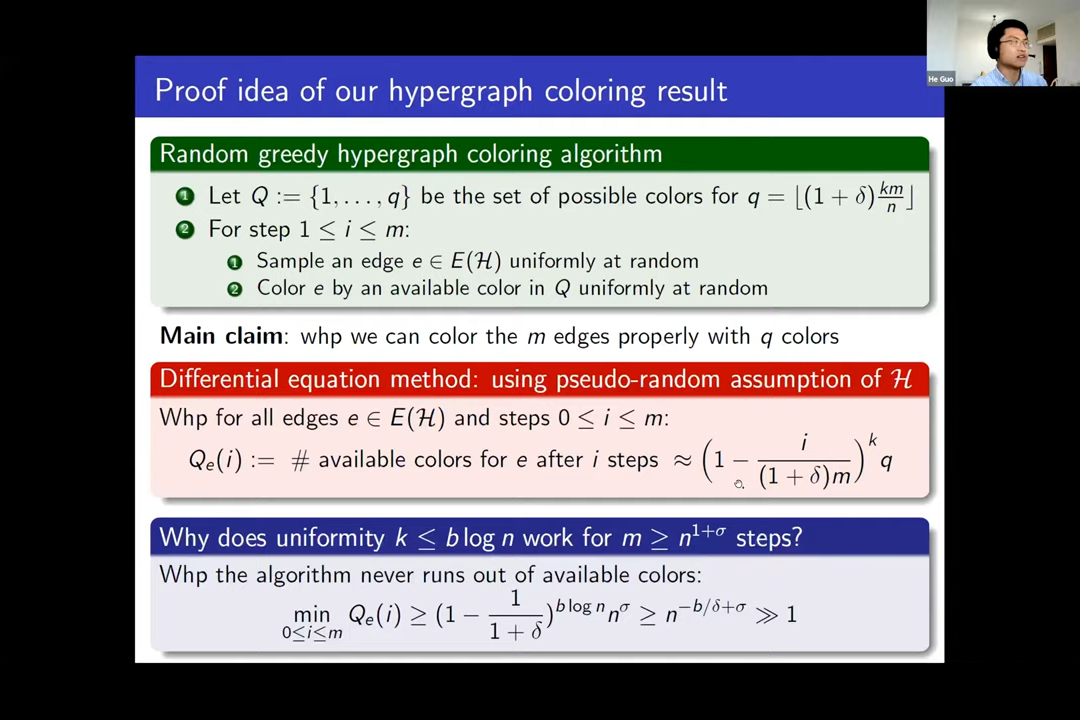 He Guo
Proof idea of our hypergraph coloring result
Random greedy hypergraph coloring algorithm
1 Let Q := {1, . . . , q} be the set of possible colors for q = ⌊(1 + δ) km/n⌋
2 For step 1 ≤ i ≤ m:
1 Sample an edge e ∈ E(ℋ) uniformly at random
2 Color e by an available color in Q uniformly at random
Main claim: whp we can color the m edges properly with q colors
Differential equation method: using pseudo-random assumption of ℋ
Whp for all edges e ∈ E(ℋ) and steps 0 ≤ i ≤ m:
Qₑ(i) := # available colors for e after i steps ≈ (1 − i/((1 + δ)m))^k q
Why does uniformity k ≤ b log n work for m ≥ n^{1+σ} steps?
Whp the algorithm never runs out of available colors:
min_{0≤i≤m} Qₑ(i) ≥ (1 − 1/(1 + δ))^{b log n} n^σ ≥ n^{−b/δ+σ} ≫ 1